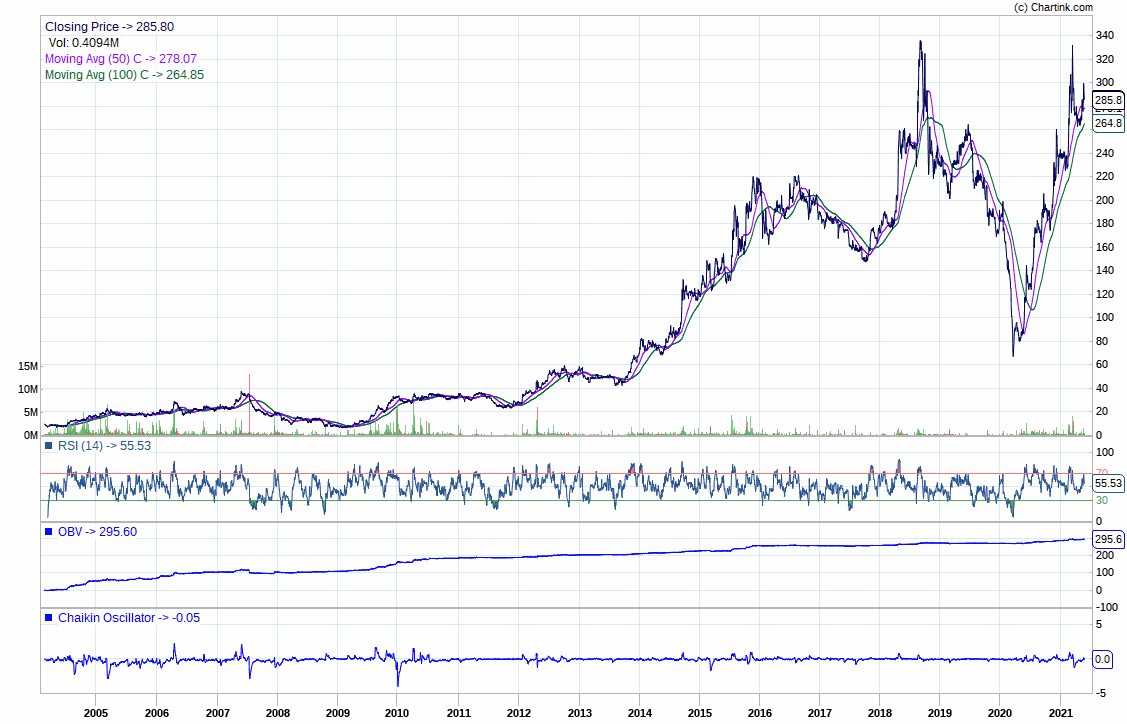 (c) Chartink.com
Closing Price -> 285.80
Vol: 0.4094M
Moving Avg (50) C -> 278.07
Moving Avg (100) C -> 264.85
340
320
300
285.8
264.8
240
220
200
180
160
140
120
100
80
60
40
20
0
15M
10M
5M
0M
RSI (14) -> 55.53
100
70
55.53
30
0
OBV -> 295.60
295.6
200
100
0
-100
Chaikin Oscillator -> -0.05
5
0.0
-5
2005 2006 2007 2008 2009 2010 2011 2012 2013 2014 2015 2016 2017 2018 2019 2020 2021